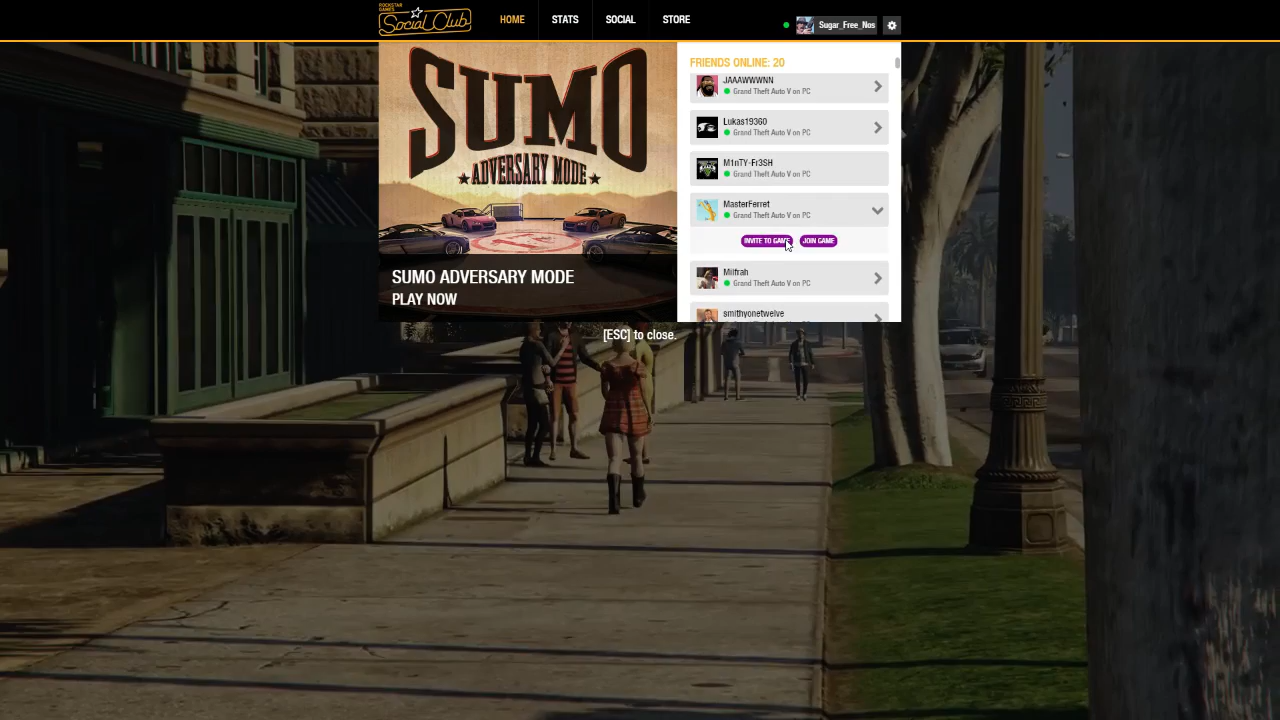 ROCKSTAR
GAMES
Social Club
HOME
STATS
SOCIAL
STORE
Sugar_Free_Nos
SUMO
ADVERSARY MODE
SUMO ADVERSARY MODE
PLAY NOW
FRIENDS ONLINE: 20
JAAAWWWNN
Grand Theft Auto V on PC
Lukas19360
Grand Theft Auto V on PC
M1nTY-Fr3SH
Grand Theft Auto V on PC
MasterFerret
Grand Theft Auto V on PC
INVITE TO GAME
JOIN GAME
Milfrah
Grand Theft Auto V on PC
smithyonetwelve
[ESC] to close.